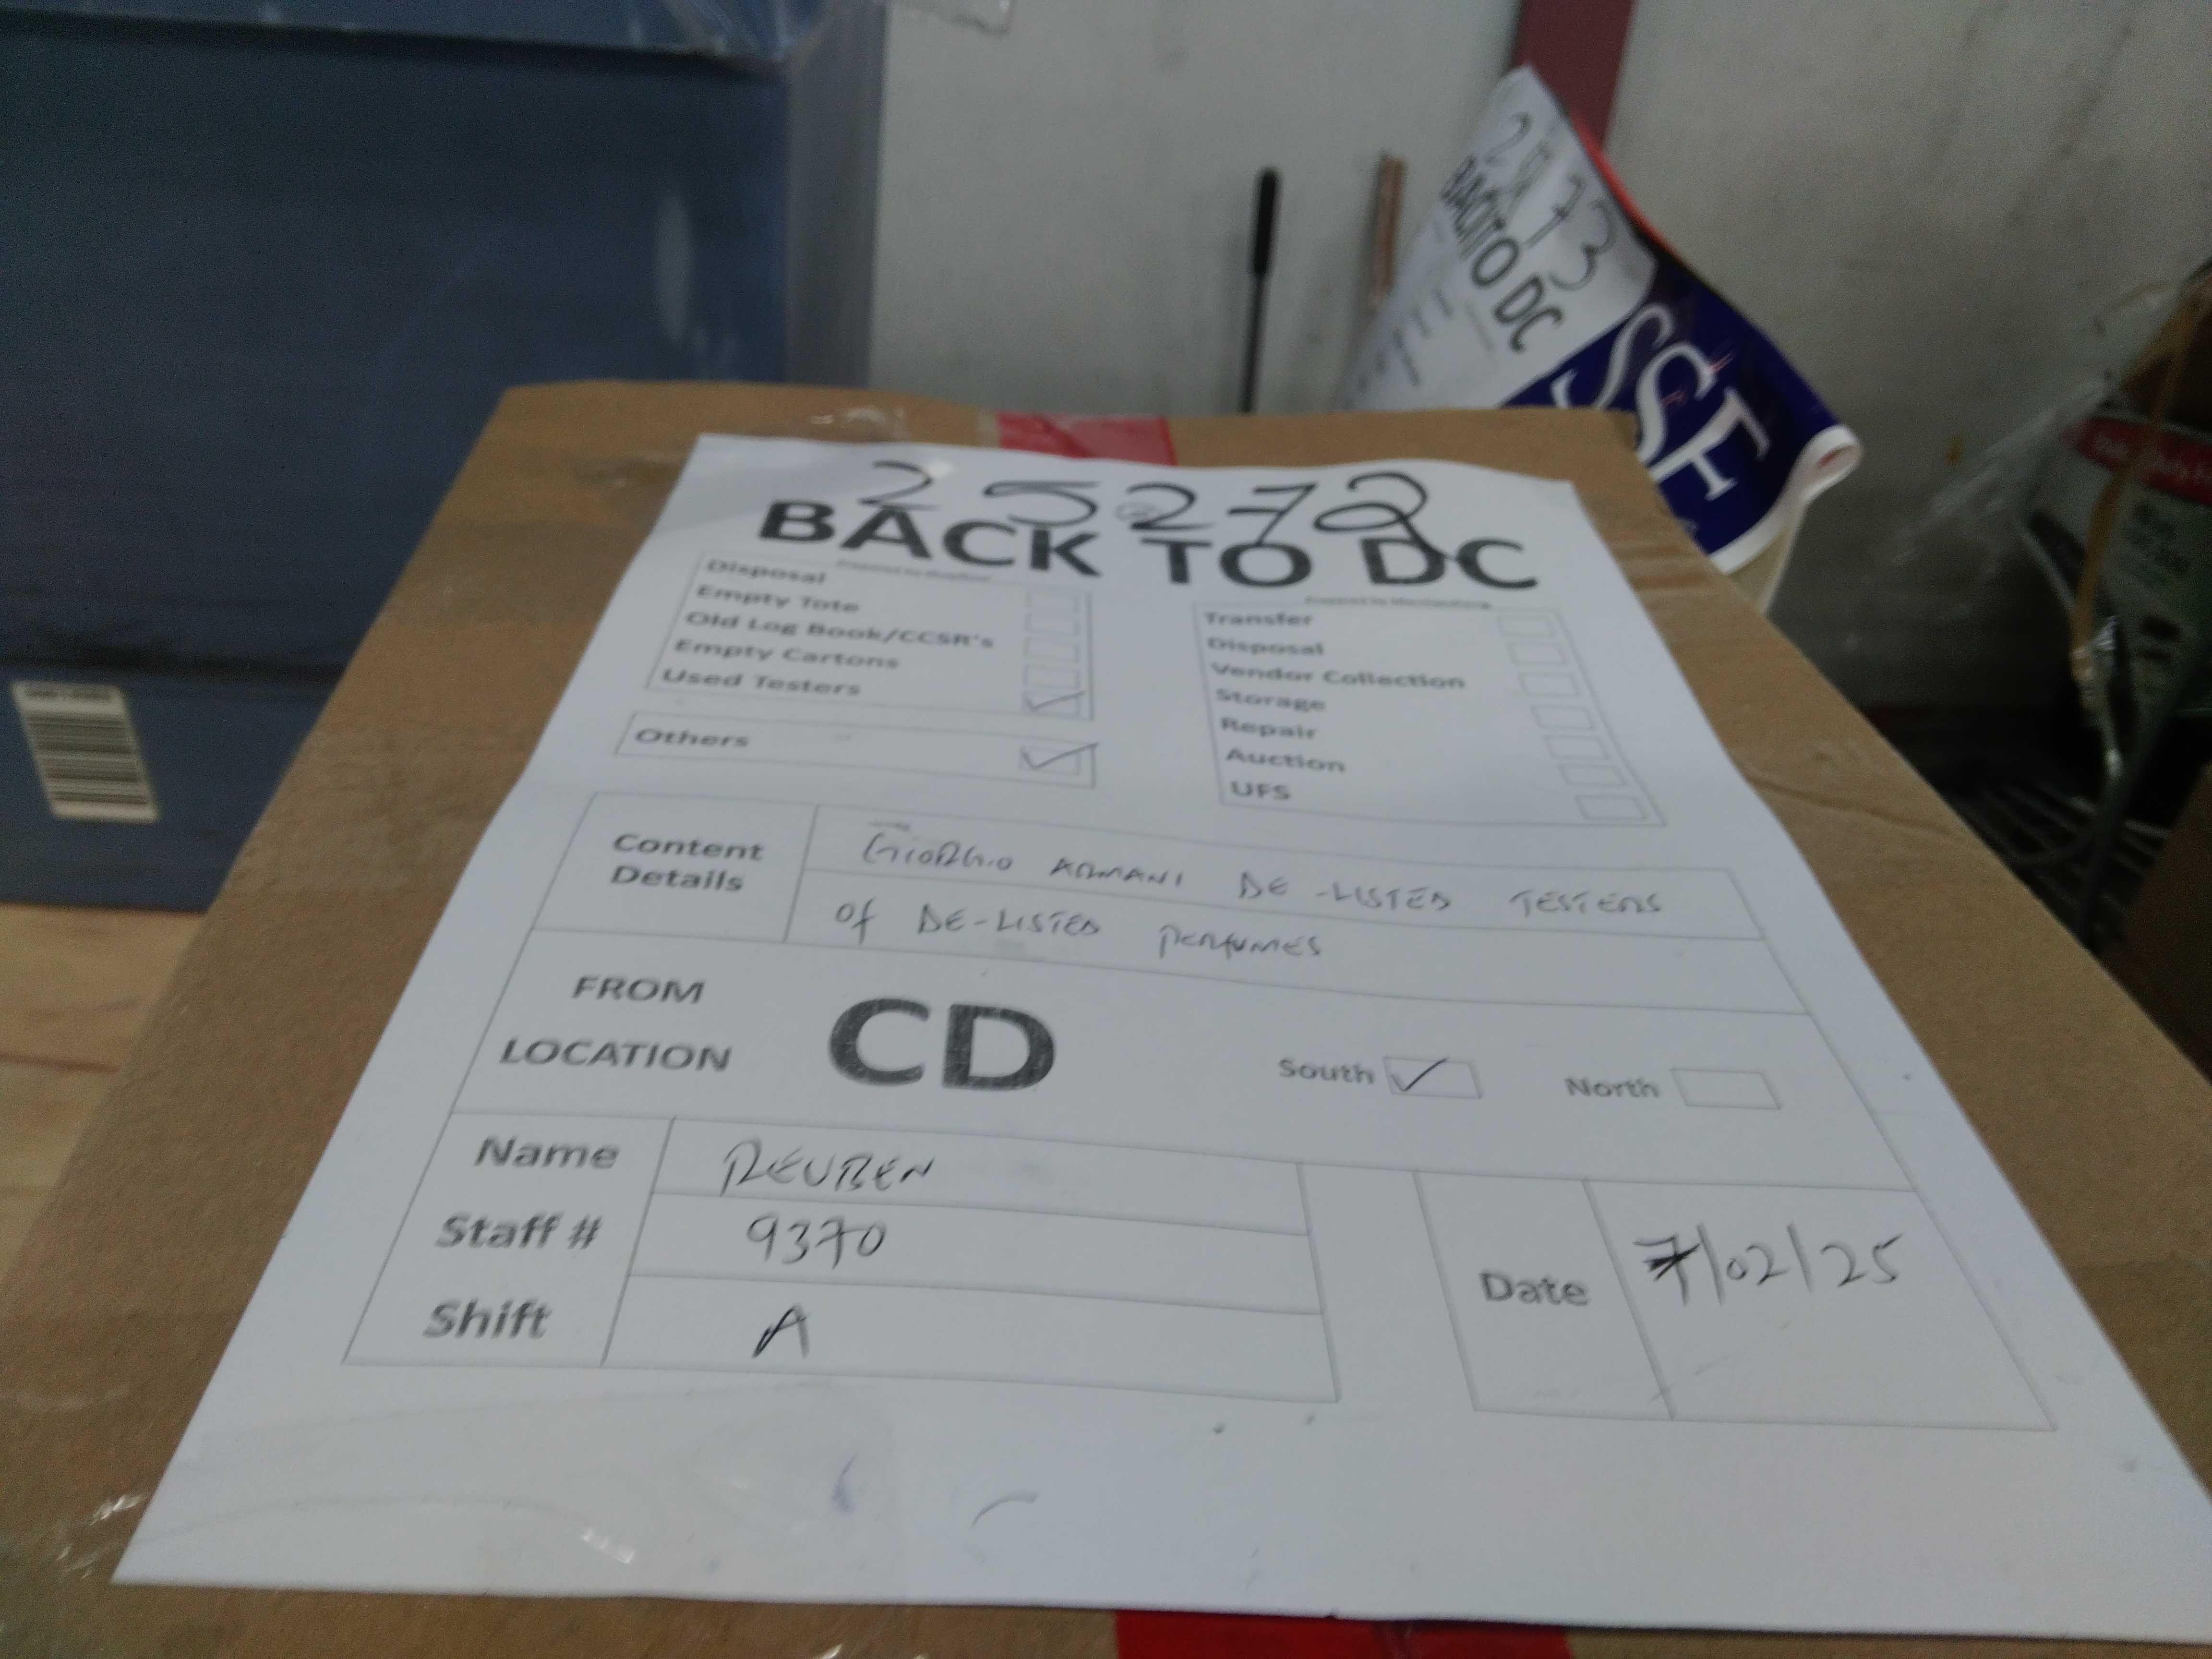 25272
BACK TO DC
Disposal
Empty Tote
Old Log Book/CCSR's
Empty Cartons
Used Testers
Others
Transfer
Disposal
Vendor Collection
Storage
Repair
Auction
UFS
Content
Details
GIORGIO ARMANI DE-LISTED TESTERS
OF DE-LISTED PERFUMES
FROM
LOCATION
CD
South
North
Name
REUBEN
Staff #
9370
Shift
A
Date
7/02/25
BACK TO DC